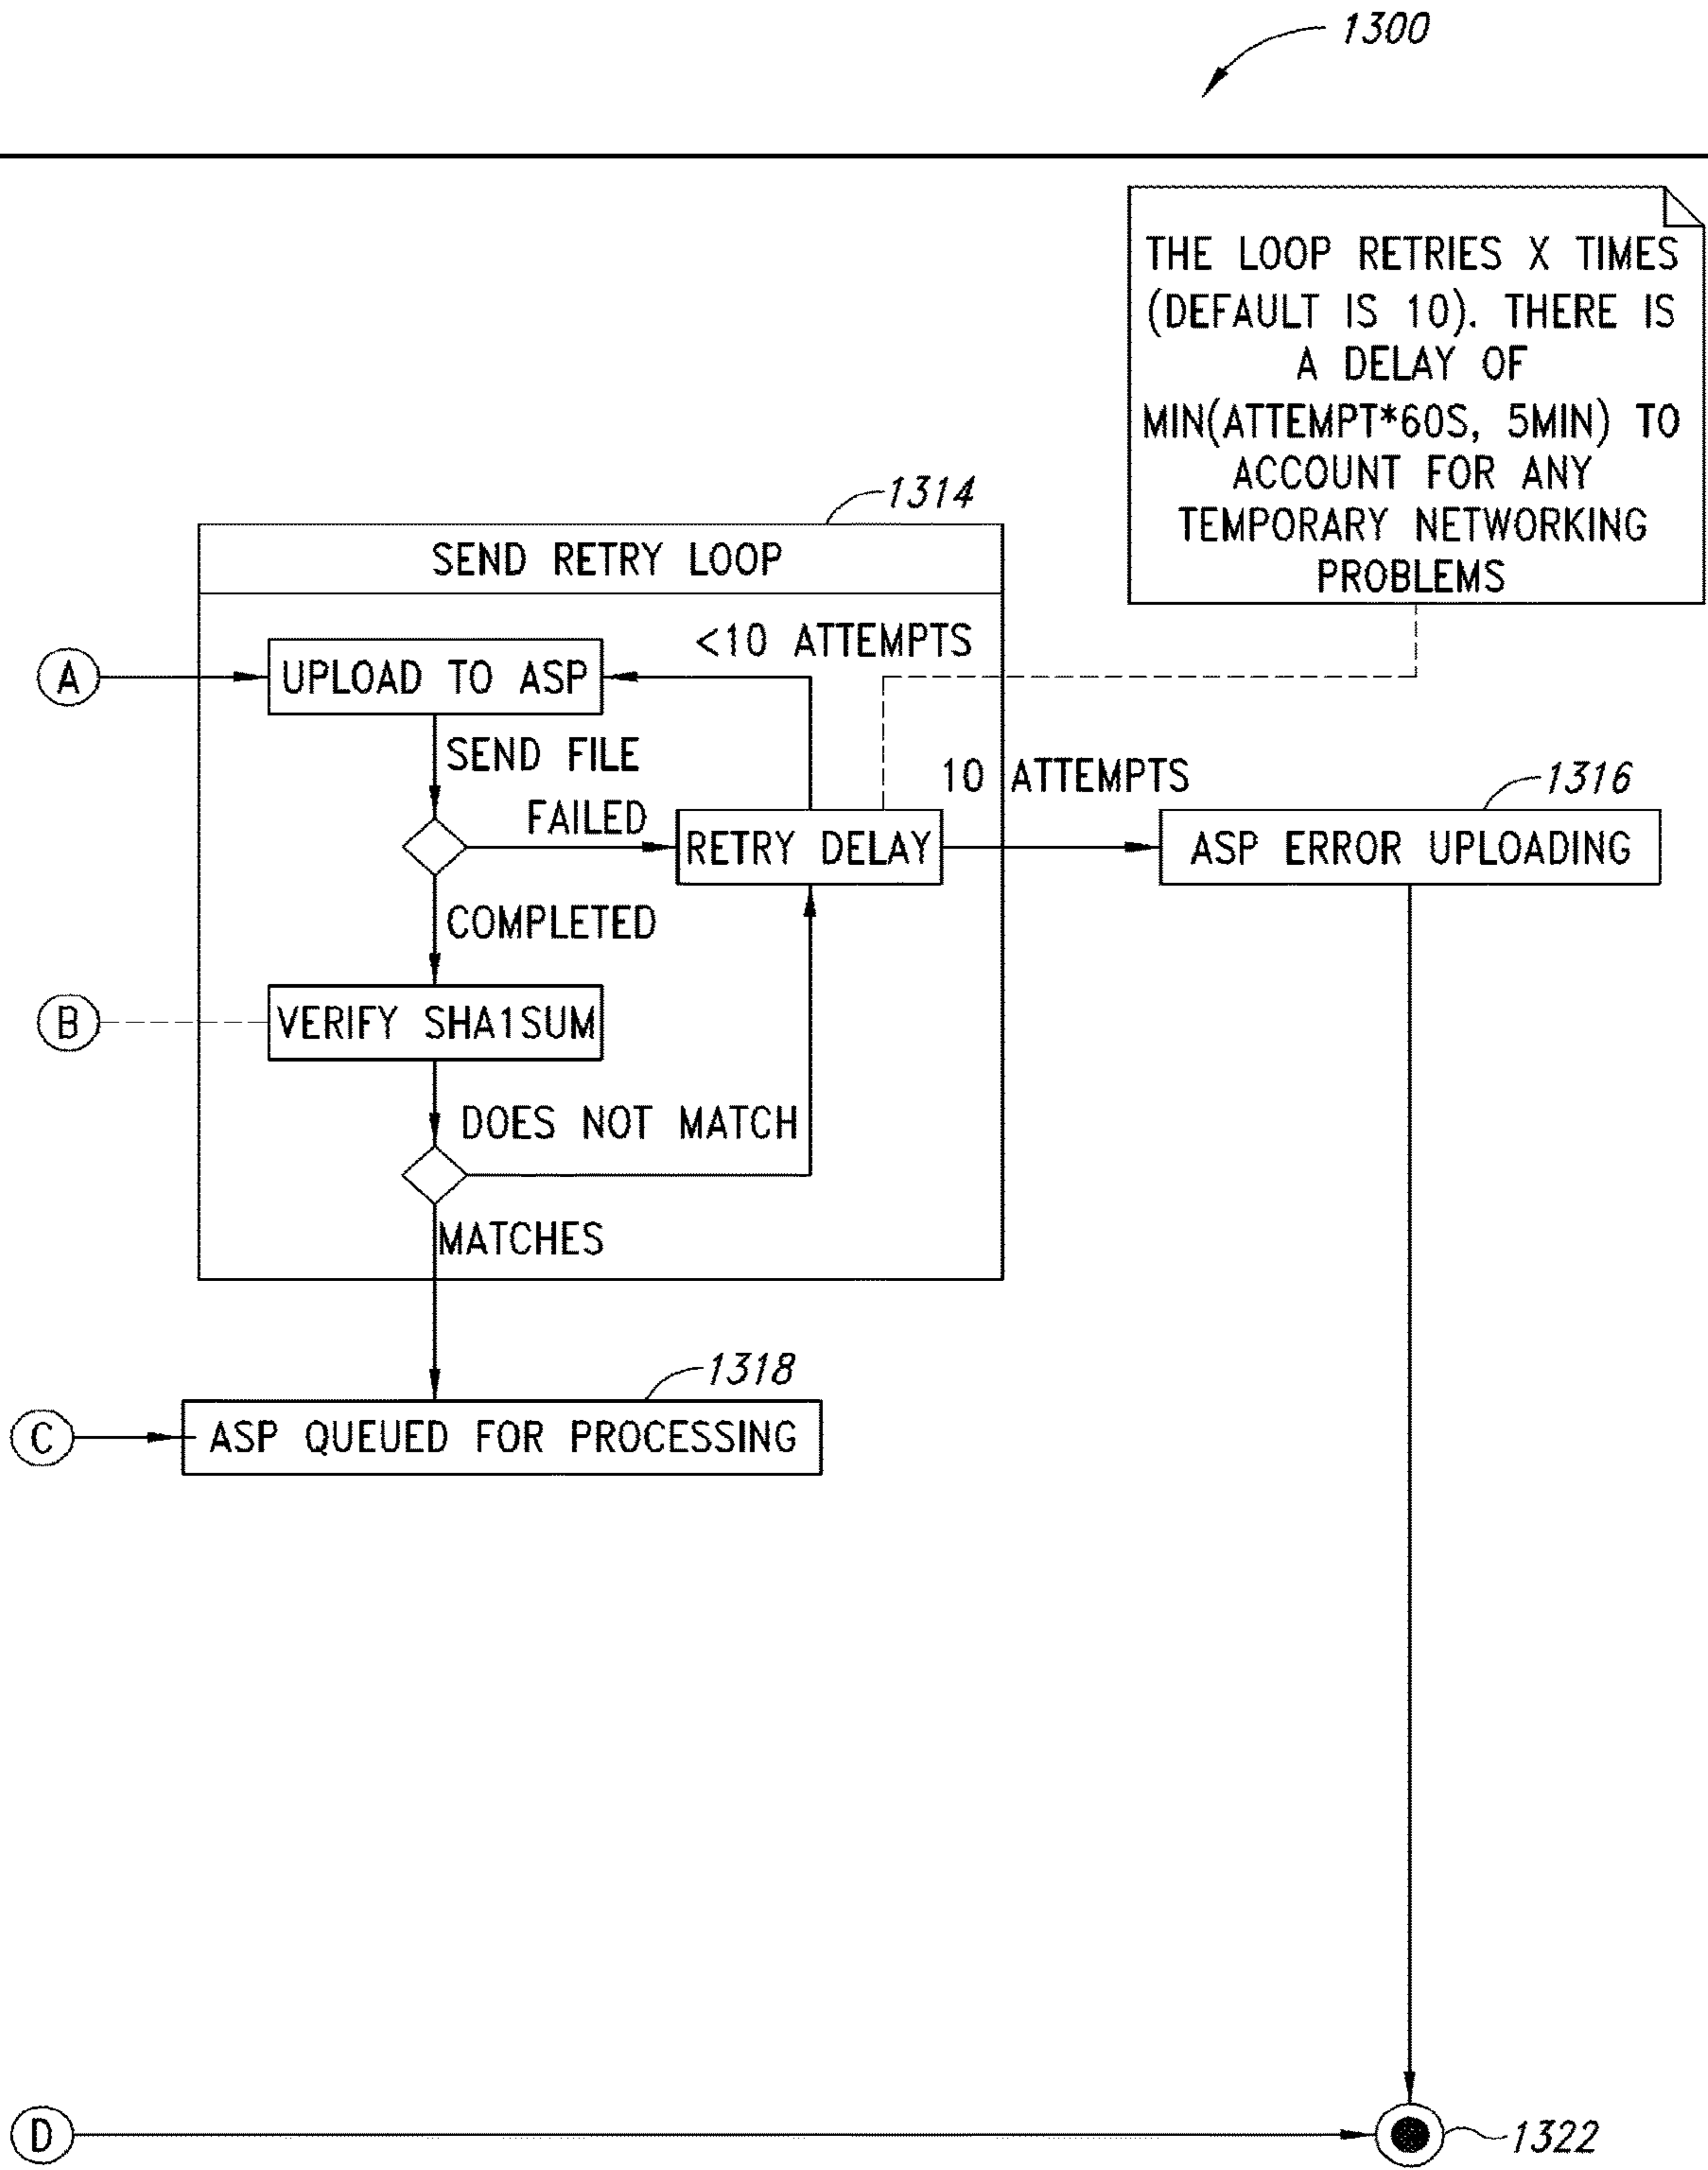 1300
THE LOOP RETRIES X TIMES
(DEFAULT IS 10). THERE IS
A DELAY OF
MIN(ATTEMPT*60S, 5MIN) TO
ACCOUNT FOR ANY
TEMPORARY NETWORKING
PROBLEMS
1314
SEND RETRY LOOP
<10 ATTEMPTS
A
UPLOAD TO ASP
SEND FILE
10 ATTEMPTS
1316
FAILED
RETRY DELAY
ASP ERROR UPLOADING
COMPLETED
B
VERIFY SHA1SUM
DOES NOT MATCH
MATCHES
1318
C
ASP QUEUED FOR PROCESSING
D
1322